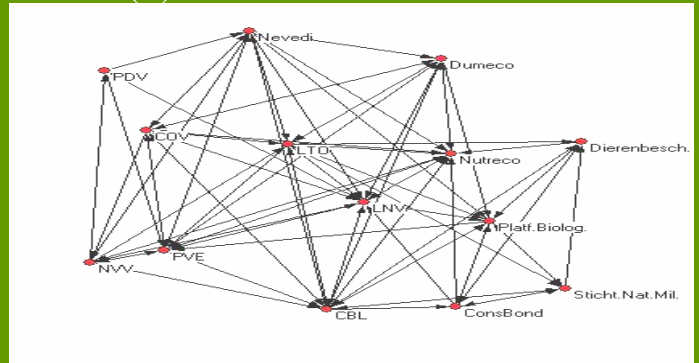 Nevedi
Dumeco
PDV
COV
LTO
Dierenbesch.
Nutreco
LNV
Platf.Biolog.
PVE
NVV
Sticht.Nat.Mil.
CBL
ConsBond